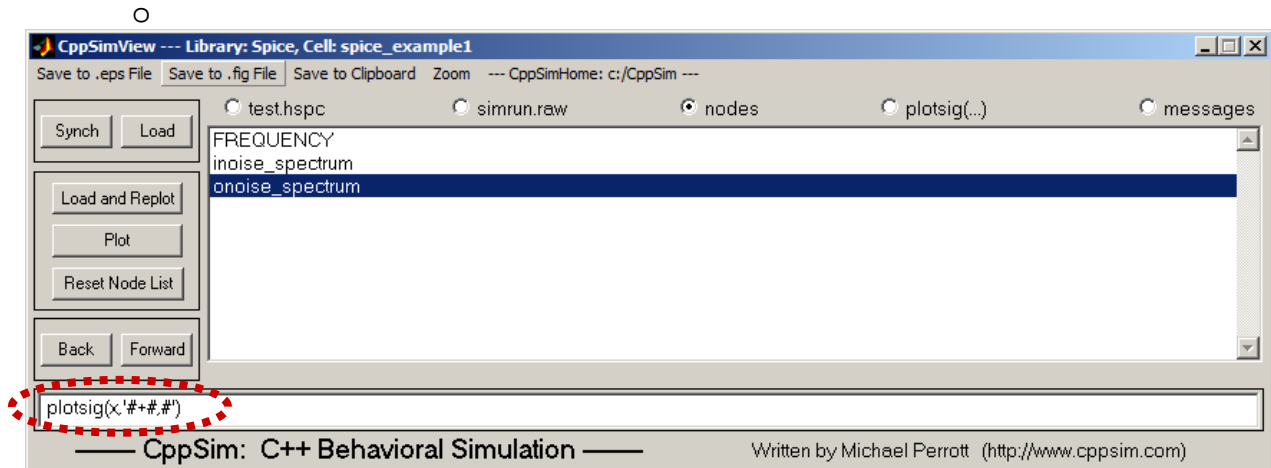 o
CppSimView --- Library: Spice, Cell: spice_example1
Save to .eps File Save to .fig File Save to Clipboard Zoom --- CppSimHome: c:/CppSim ---
test.hspc simrun.raw nodes plotsig(...) messages
Synch Load
FREQUENCY
inoise_spectrum
onoise_spectrum
Load and Replot
Plot
Reset Node List
Back Forward
plotsig(x,'#+#,#')
CppSim: C++ Behavioral Simulation
Written by Michael Perrott (http://www.cppsim.com)